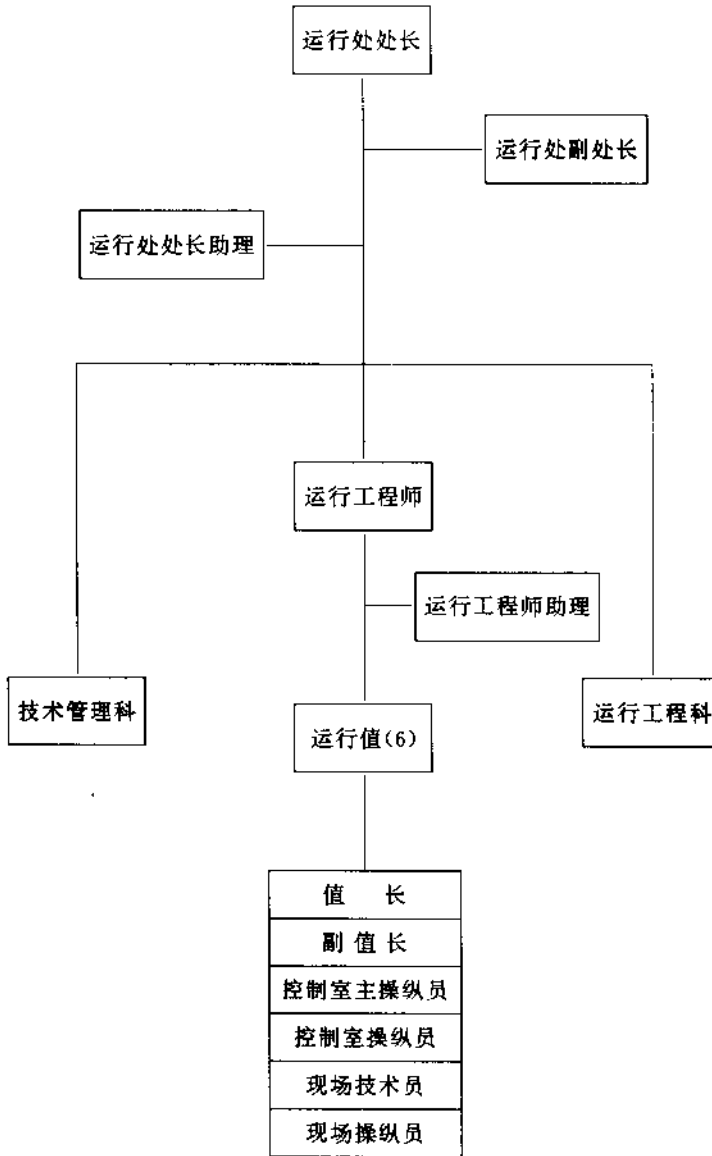 运行处处长
运行处副处长
运行处处长助理
运行工程师
运行工程师助理
技术管理科
运行值(6)
运行工程科
值 长
副值长
控制室主操纵员
控制室操纵员
现场技术员
现场操纵员